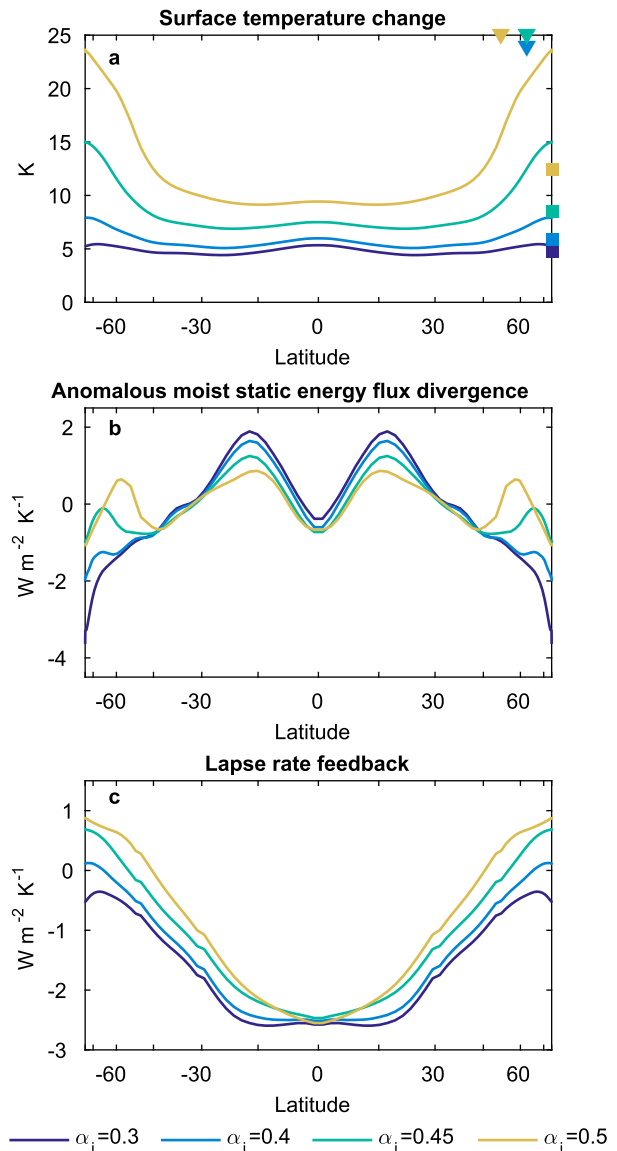 Surface temperature change
a
25
20
15
10
5
0
K
-60 -30 0 30 60
Latitude
Anomalous moist static energy flux divergence
b
2
0
-2
-4
W m⁻² K⁻¹
-60 -30 0 30 60
Latitude
Lapse rate feedback
c
1
0
-1
-2
-3
W m⁻² K⁻¹
-60 -30 0 30 60
Latitude
αᵢ=0.3 αᵢ=0.4 αᵢ=0.45 αᵢ=0.5